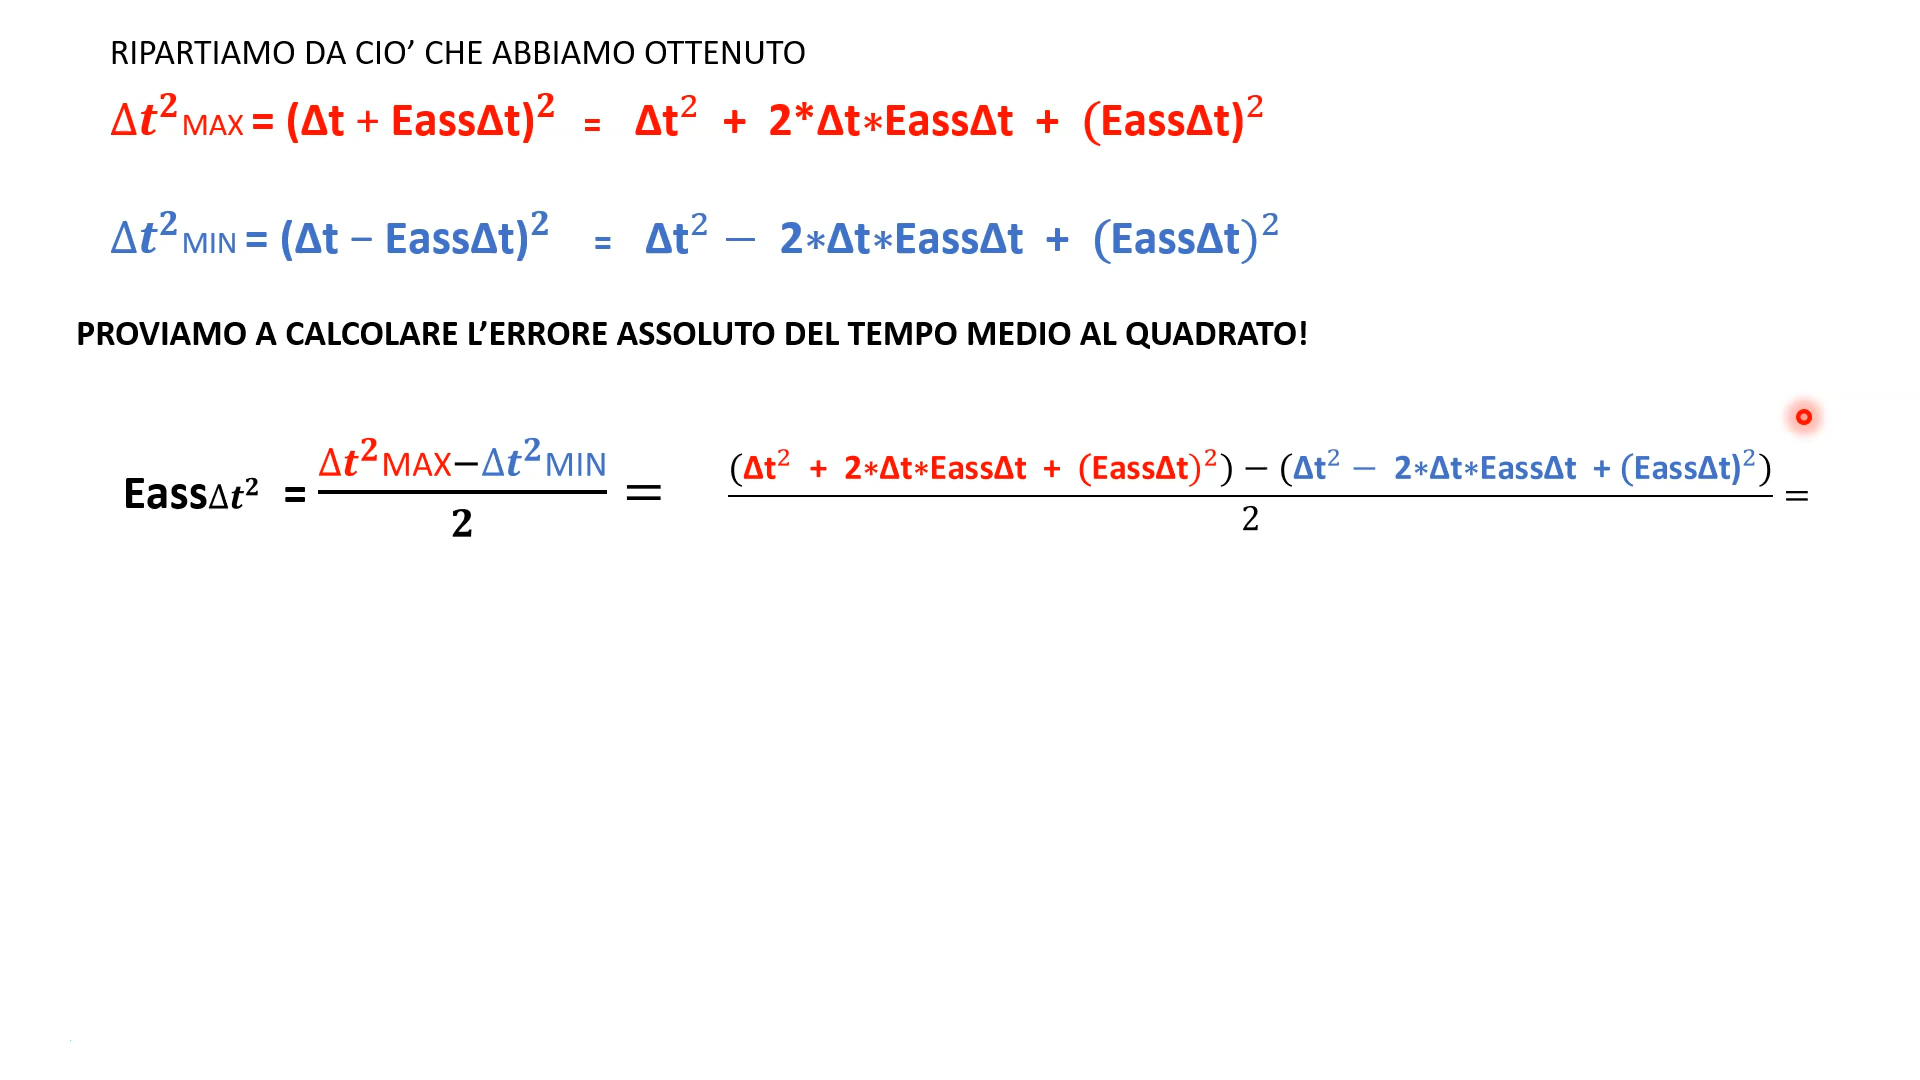 RIPARTIAMO DA CIO’ CHE ABBIAMO OTTENUTO
Δt²MAX = (Δt + EassΔt)² = Δt² + 2*Δt∗EassΔt + (EassΔt)²
Δt²MIN = (Δt − EassΔt)² = Δt² − 2∗Δt∗EassΔt + (EassΔt)²
PROVIAMO A CALCOLARE L’ERRORE ASSOLUTO DEL TEMPO MEDIO AL QUADRATO!
EassΔt² = (Δt²MAX−Δt²MIN)/2 = ((Δt² + 2∗Δt∗EassΔt + (EassΔt)²) − (Δt² − 2∗Δt∗EassΔt + (EassΔt)²))/2 =